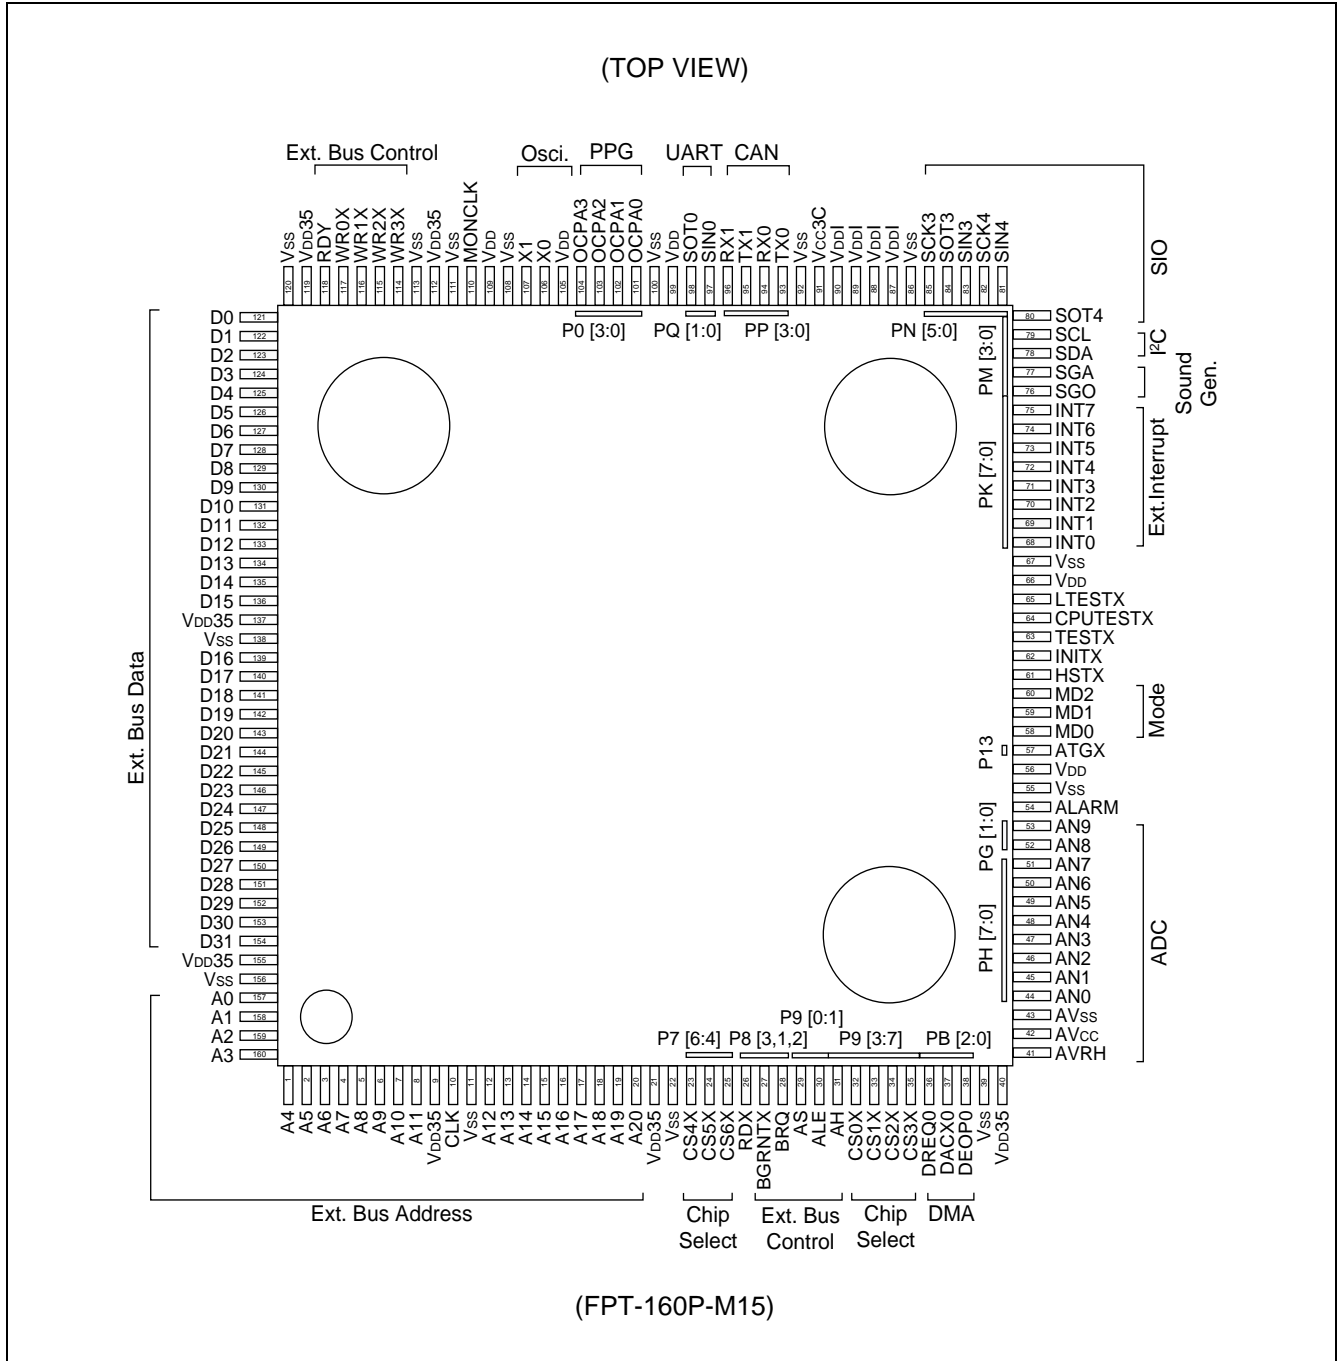 (TOP VIEW)
Ext. Bus Control
Osci.
PPG
UART
CAN
VSS
VDD35
RDY
WR0X
WR1X
WR2X
WR3X
VSS
VDD35
VSS
MONCLK
VDD
VSS
X1
X0
VDD
OCPA3
OCPA2
OCPA1
OCPA0
VSS
VDD
SOT0
SIN0
RX1
TX1
RX0
TX0
VSS
VCC3C
VDDI
VDDI
VDDI
VDDI
VSS
SCK3
SOT3
SIN3
SCK4
SIN4
120
119
118
117
116
115
114
113
112
111
110
109
108
107
106
105
104
103
102
101
100
99
98
97
96
95
94
93
92
91
90
89
88
87
86
85
84
83
82
81
P0 [3:0]
PQ [1:0]
PP [3:0]
PN [5:0]
D0 121
D1 122
D2 123
D3 124
D4 125
D5 126
D6 127
D7 128
D8 129
D9 130
D10 131
D11 132
D12 133
D13 134
D14 135
D15 136
VDD35 137
VSS 138
D16 139
D17 140
D18 141
D19 142
D20 143
D21 144
D22 145
D23 146
D24 147
D25 148
D26 149
D27 150
D28 151
D29 152
D30 153
D31 154
VDD35 155
VSS 156
A0 157
A1 158
A2 159
A3 160
Ext. Bus Data
PM [3:0]
PK [7:0]
P13
PG [1:0]
PH [7:0]
80 SOT4
79 SCL
78 SDA
77 SGA
76 SGO
75 INT7
74 INT6
73 INT5
72 INT4
71 INT3
70 INT2
69 INT1
68 INT0
67 VSS
66 VDD
65 LTESTX
64 CPUTESTX
63 TESTX
62 INITX
61 HSTX
60 MD2
59 MD1
58 MD0
57 ATGX
56 VDD
55 VSS
54 ALARM
53 AN9
52 AN8
51 AN7
50 AN6
49 AN5
48 AN4
47 AN3
46 AN2
45 AN1
44 AN0
43 AVSS
42 AVCC
41 AVRH
SIO
I²C
Sound
Gen.
Ext.Interrupt
Mode
ADC
P9 [0:1]
P7 [6:4]
P8 [3,1,2]
P9 [3:7]
PB [2:0]
1
2
3
4
5
6
7
8
9
10
11
12
13
14
15
16
17
18
19
20
21
22
23
24
25
26
27
28
29
30
31
32
33
34
35
36
37
38
39
40
A4
A5
A6
A7
A8
A9
A10
A11
VDD35
CLK
VSS
A12
A13
A14
A15
A16
A17
A18
A19
A20
VDD35
VSS
CS4X
CS5X
CS6X
RDX
BGRNTX
BRQ
AS
ALE
AH
CS0X
CS1X
CS2X
CS3X
DREQ0
DACX0
DEOP0
VSS
VDD35
Ext. Bus Address
Chip
Select
Ext. Bus
Control
Chip
Select
DMA
(FPT-160P-M15)